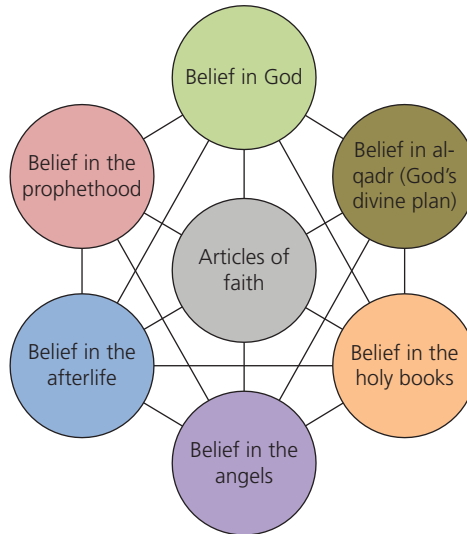 Belief in God
Belief in the
prophethood
Belief in al-
qadr (God's
divine plan)
Articles of
faith
Belief in the
afterlife
Belief in the
holy books
Belief in the
angels